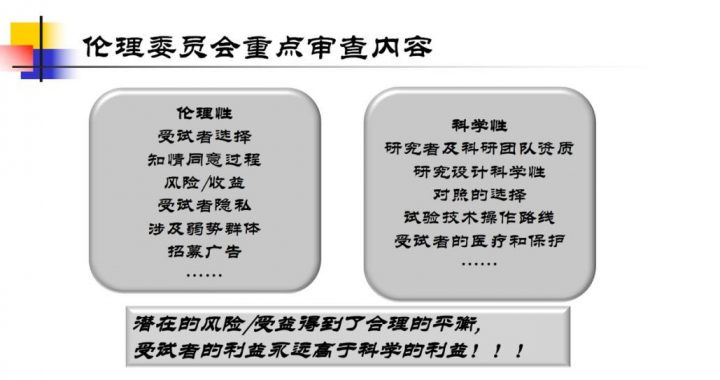 伦理委员会重点审查内容
伦理性
受试者选择
知情同意过程
风险/收益
受试者隐私
涉及弱势群体
招募广告
……
科学性
研究者及科研团队资质
研究设计科学性
对照的选择
试验技术操作路线
受试者的医疗和保护
……
潜在的风险/受益得到了合理的平衡,
受试者的利益永远高于科学的利益！！！